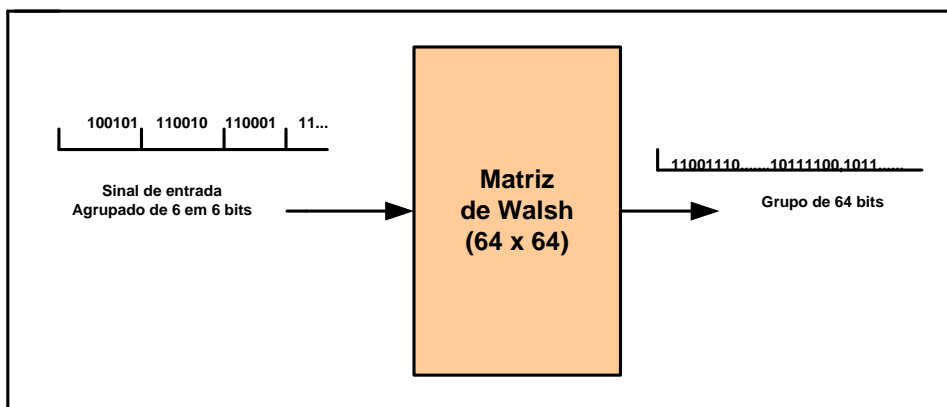 100101 110010 110001 11...
Sinal de entrada
Agrupado de 6 em 6 bits
Matriz
de Walsh
(64 x 64)
11001110.......10111100,1011......
Grupo de 64 bits